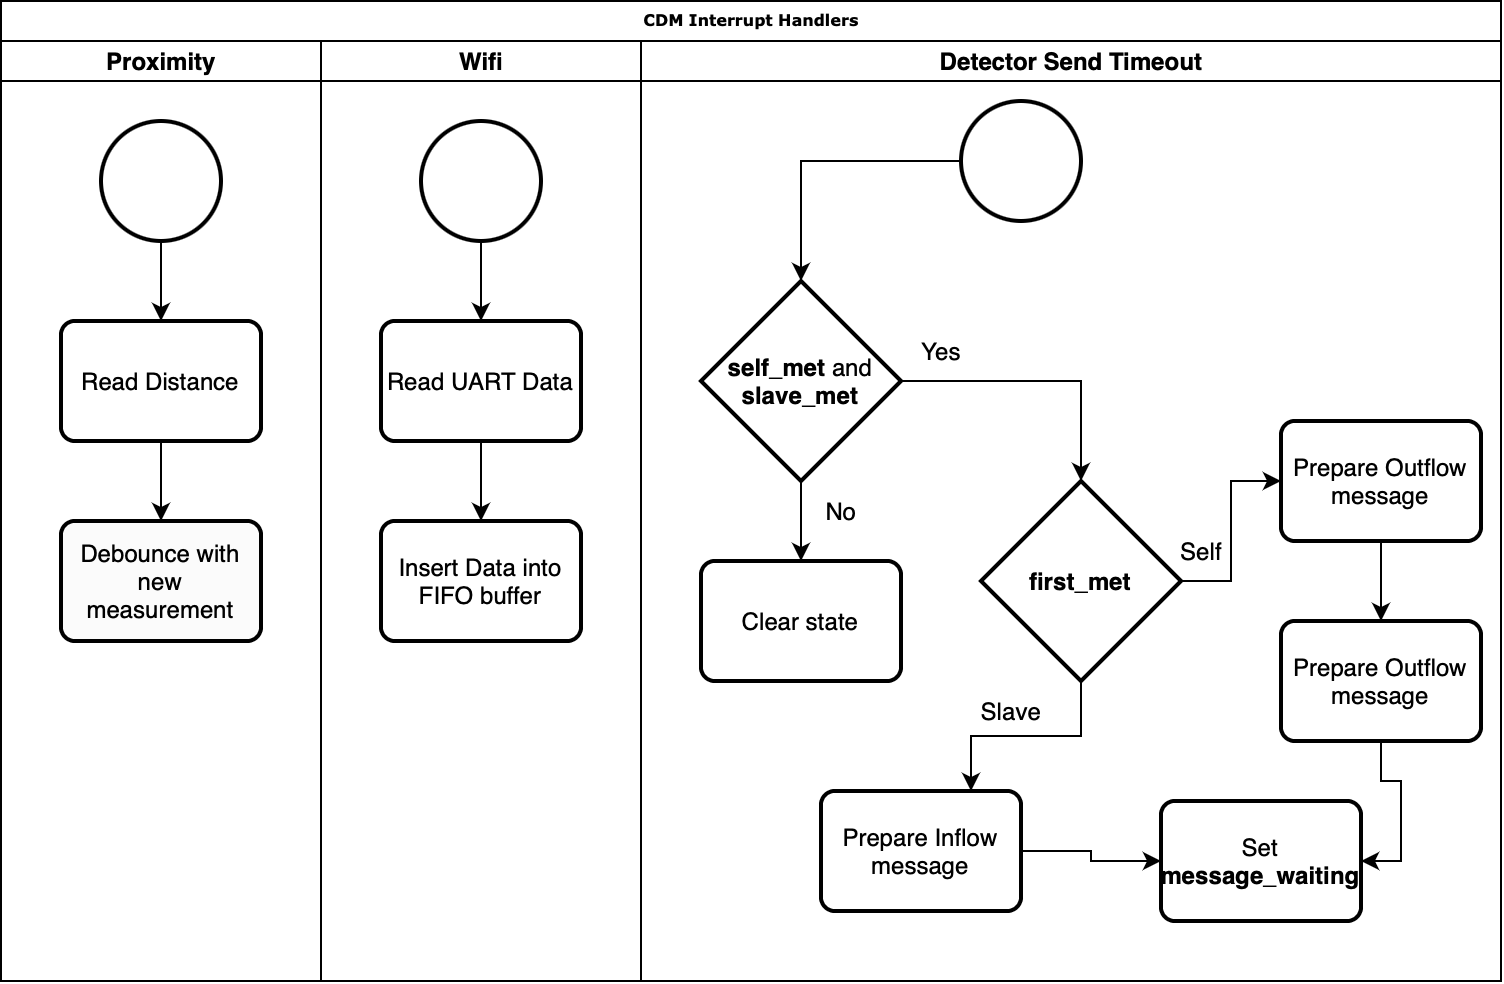 CDM Interrupt Handlers
Proximity
Wifi
Detector Send Timeout
Read Distance
Debounce with
new
measurement
Read UART Data
Insert Data into
FIFO buffer
self_met and
slave_met
Yes
No
Clear state
first_met
Self
Slave
Prepare Outflow
message
Prepare Outflow
message
Prepare Inflow
message
Set
message_waiting